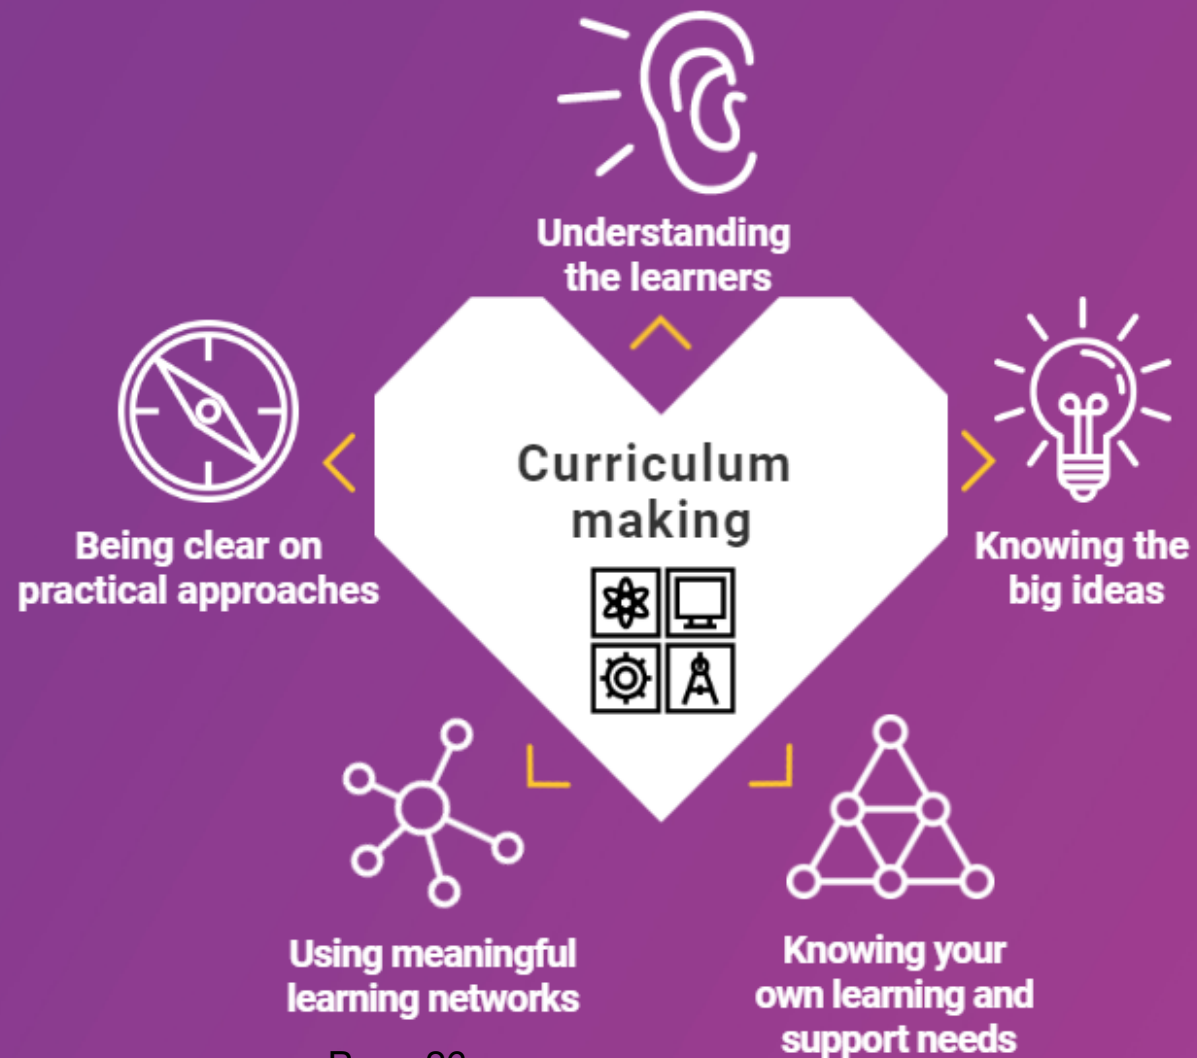 Understanding
the learners
Being clear on
practical approaches
Curriculum
making
Knowing the
big ideas
Using meaningful
learning networks
Knowing your
own learning and
support needs